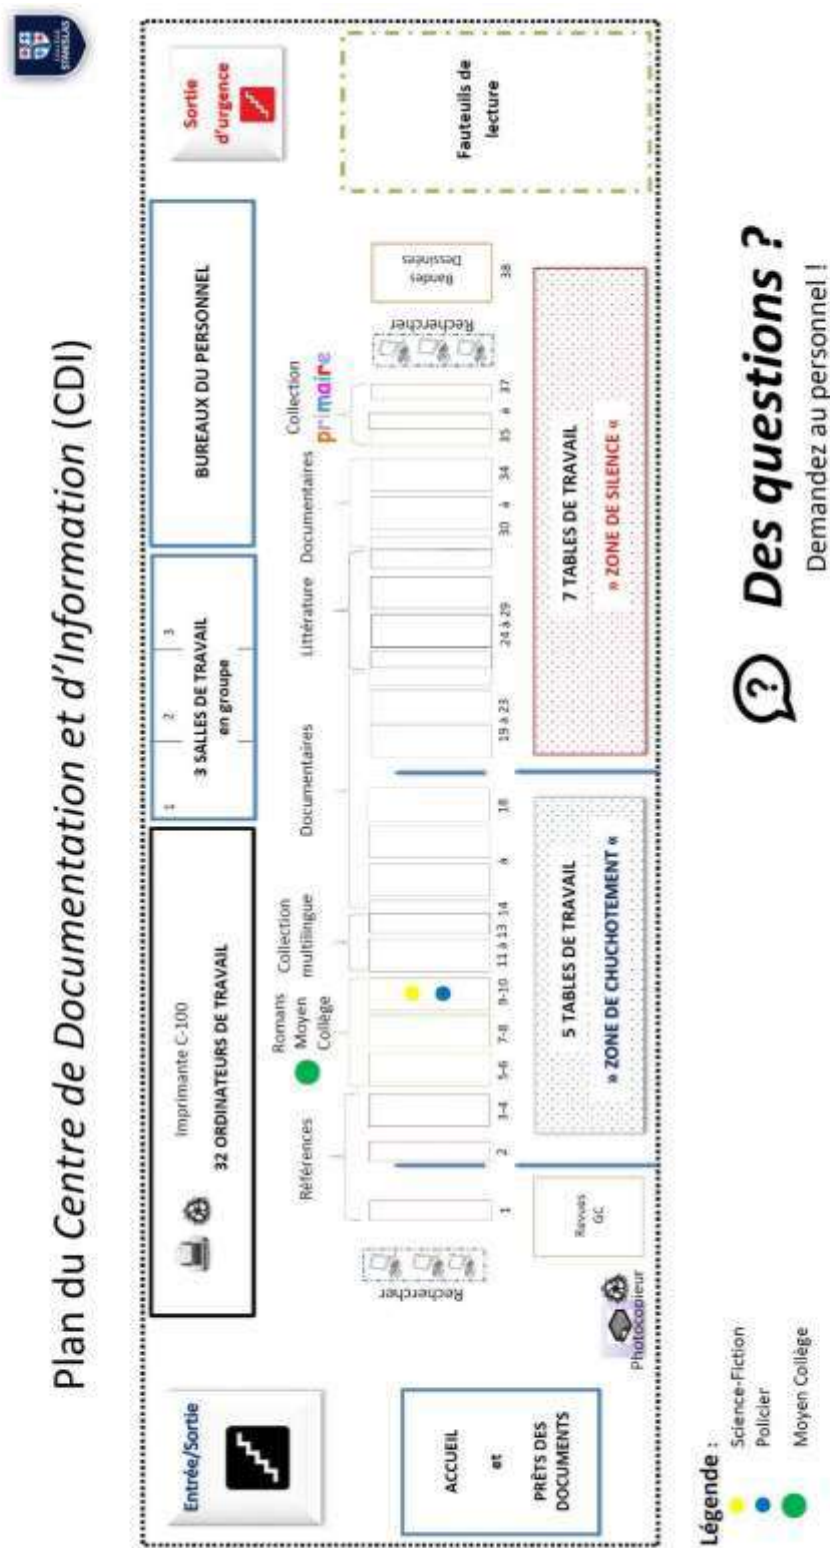 STANISLAS
Plan du Centre de Documentation et d'Information (CDI)
Entrée/Sortie
Imprimante C-100
32 ORDINATEURS DE TRAVAIL
1
2
3
3 SALLES DE TRAVAIL
en groupe
BUREAUX DU PERSONNEL
Sortie
d'urgence
Références
Romans
Moyen
Collège
Collection
multilingue
Documentaires
Littérature
Documentaires
Collection
primaire
Rechercher
Rechercher
Bandes
Dessinées
Fauteuils de
lecture
1
2
3-4
5-6
7-8
9-10
11 à 13
14
à
18
19 à 23
24 à 29
30
à
34
35
à
37
38
ACCUEIL
et
PRÊTS DES
DOCUMENTS
Photocopieur
Revues
GC
5 TABLES DE TRAVAIL
» ZONE DE CHUCHOTEMENT «
7 TABLES DE TRAVAIL
» ZONE DE SILENCE «
Légende :
Science-Fiction
Policier
Moyen Collège
?
Des questions ?
Demandez au personnel !